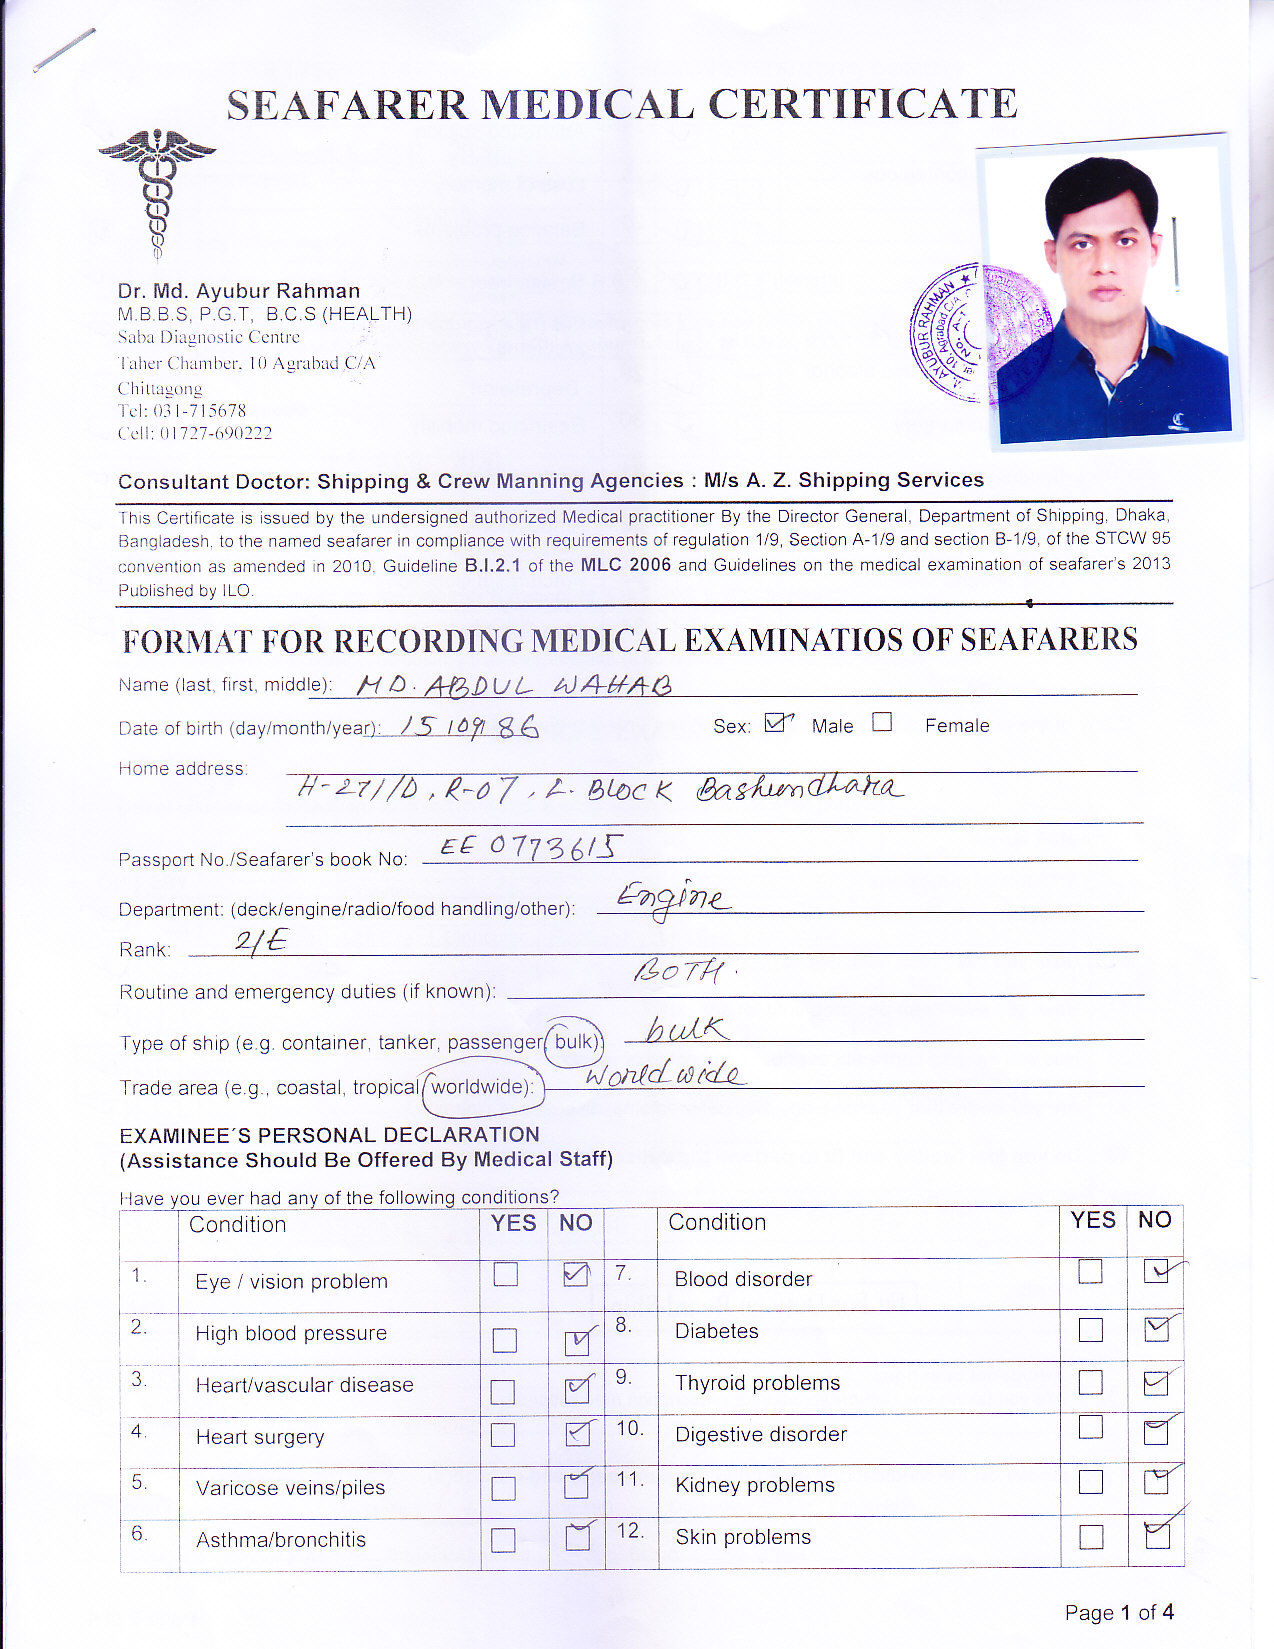 SEAFARER MEDICAL CERTIFICATE
Dr. Md. Ayubur Rahman
M.B.B.S, P.G.T, B.C.S (HEALTH)
Saba Diagnostic Centre
Taher Chamber, 10 Agrabad C/A
Chittagong
Tel: 031-715678
Cell: 01727-690222
AYUBUR RAHMAN ★
10, Agrabad C/A
Consultant Doctor: Shipping & Crew Manning Agencies : M/s A. Z. Shipping Services
This Certificate is issued by the undersigned authorized Medical practitioner By the Director General, Department of Shipping, Dhaka,
Bangladesh, to the named seafarer in compliance with requirements of regulation 1/9, Section A-1/9 and section B-1/9, of the STCW 95
convention as amended in 2010, Guideline B.I.2.1 of the MLC 2006 and Guidelines on the medical examination of seafarer's 2013
Published by ILO.
FORMAT FOR RECORDING MEDICAL EXAMINATIOS OF SEAFARERS
Name (last, first, middle): MD. ABDUL WAHAB
Date of birth (day/month/year): 15/09/86 Sex: Male Female
Home address:
H-271/D, R-07, L. BLOCK Bashundhara
Passport No./Seafarer's book No: EE 0773615
Department: (deck/engine/radio/food handling/other): Engine
Rank: 2/E
Routine and emergency duties (if known): BOTH.
Type of ship (e.g. container, tanker, passenger, bulk) bulk
Trade area (e.g., coastal, tropical, worldwide): Worldwide
EXAMINEE´S PERSONAL DECLARATION
(Assistance Should Be Offered By Medical Staff)
Have you ever had any of the following conditions?
Condition YES NO Condition YES NO
1. Eye / vision problem 7. Blood disorder
2. High blood pressure 8. Diabetes
3. Heart/vascular disease 9. Thyroid problems
4. Heart surgery 10. Digestive disorder
5. Varicose veins/piles 11. Kidney problems
6. Asthma/bronchitis 12. Skin problems
Page 1 of 4